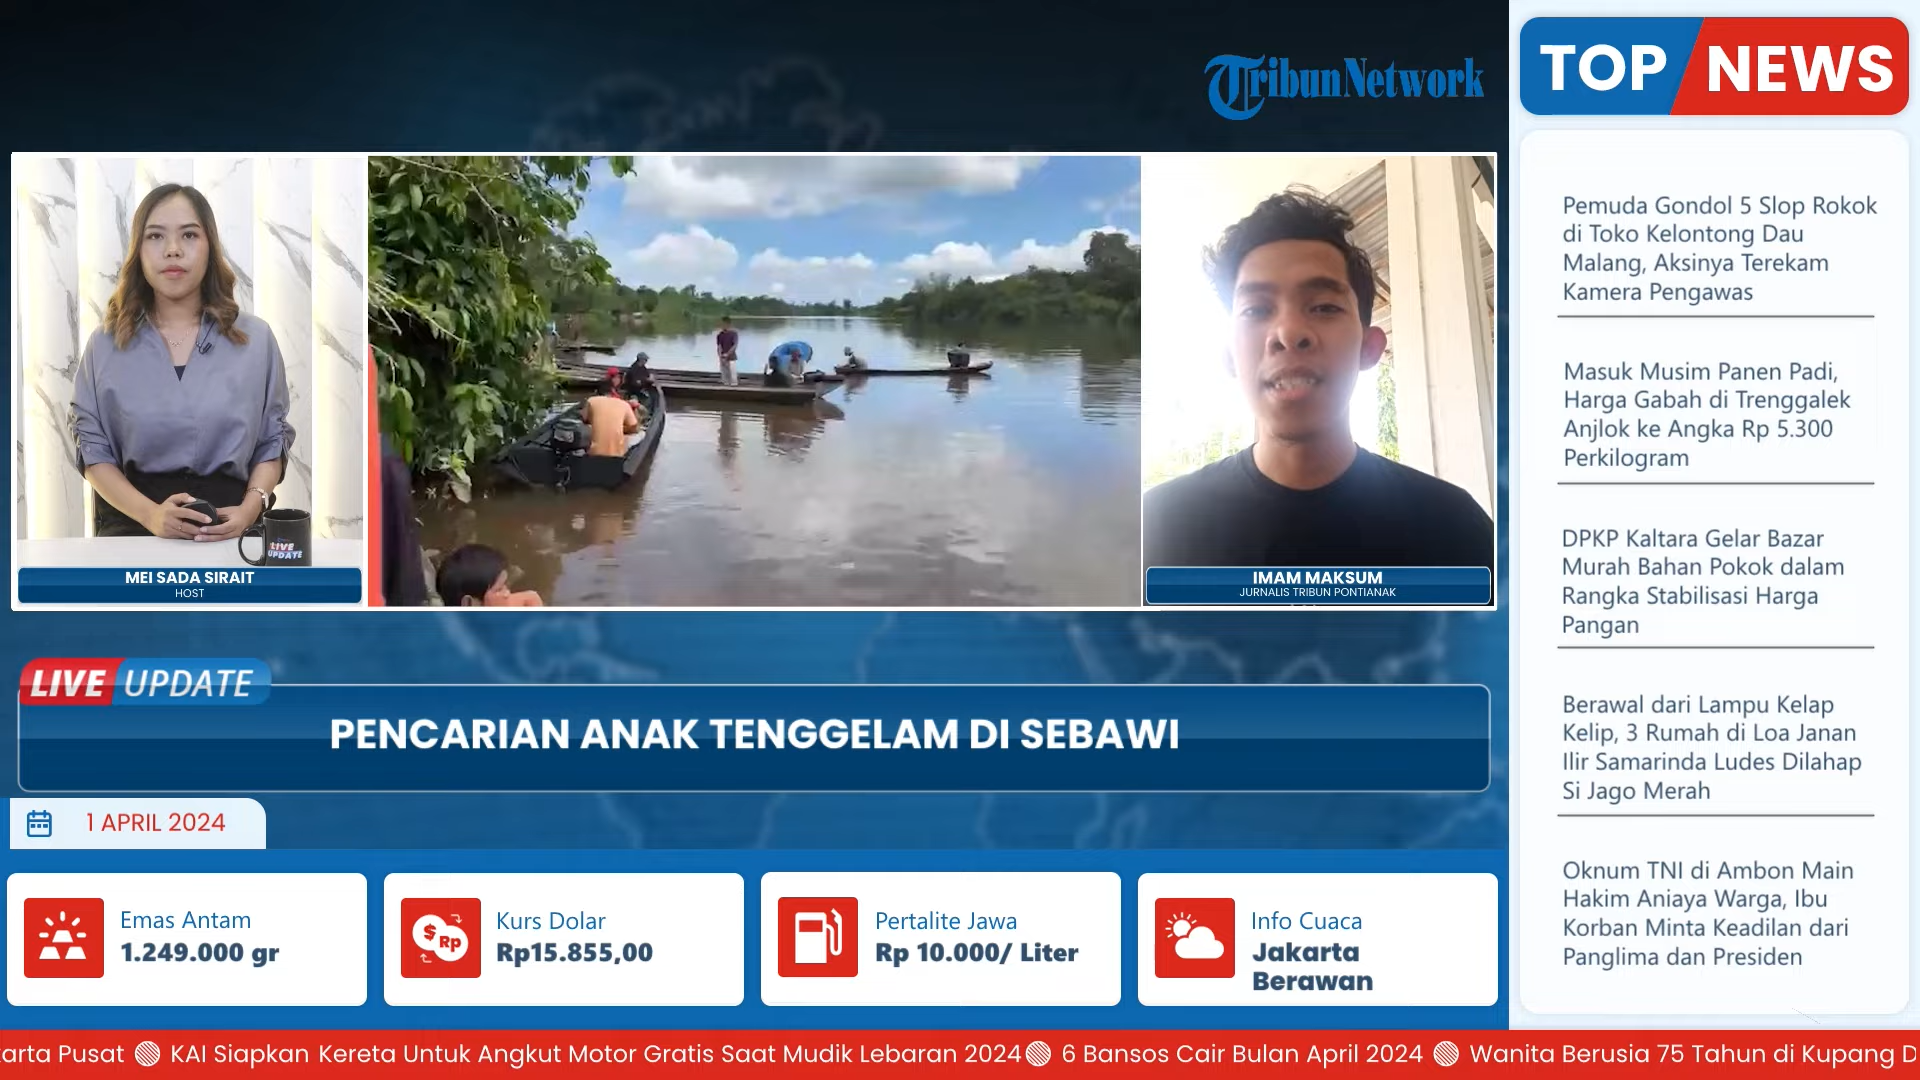 TribunNetwork
TOP NEWS
LIVE
UPDATE
MEI SADA SIRAIT
HOST
IMAM MAKSUM
JURNALIS TRIBUN PONTIANAK
LIVE UPDATE
PENCARIAN ANAK TENGGELAM DI SEBAWI
1 APRIL 2024
Emas Antam
1.249.000 gr
Kurs Dolar
Rp15.855,00
Pertalite Jawa
Rp 10.000/ Liter
Info Cuaca
Jakarta
Berawan
Pemuda Gondol 5 Slop Rokok
di Toko Kelontong Dau
Malang, Aksinya Terekam
Kamera Pengawas
Masuk Musim Panen Padi,
Harga Gabah di Trenggalek
Anjlok ke Angka Rp 5.300
Perkilogram
DPKP Kaltara Gelar Bazar
Murah Bahan Pokok dalam
Rangka Stabilisasi Harga
Pangan
Berawal dari Lampu Kelap
Kelip, 3 Rumah di Loa Janan
Ilir Samarinda Ludes Dilahap
Si Jago Merah
Oknum TNI di Ambon Main
Hakim Aniaya Warga, Ibu
Korban Minta Keadilan dari
Panglima dan Presiden
arta Pusat KAI Siapkan Kereta Untuk Angkut Motor Gratis Saat Mudik Lebaran 2024 6 Bansos Cair Bulan April 2024 Wanita Berusia 75 Tahun di Kupang D